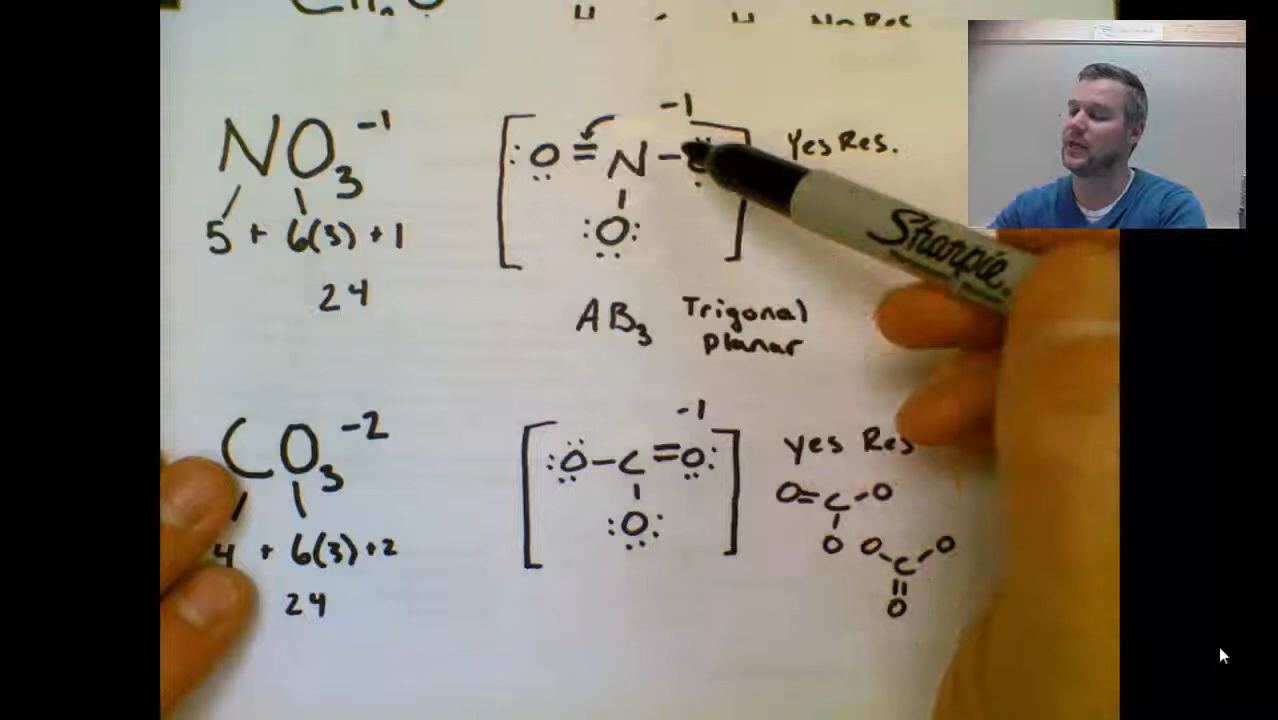 NO3 -1
5 + 6(3) + 1
24
-1
:O = N - O
:O:
Yes Res.
AB3 Trigonal
planar
Sharpie
CO3 -2
4 + 6(3) + 2
24
-1
:O - C = O:
:O:
yes Res
O = C - O
O
O - C - O
O